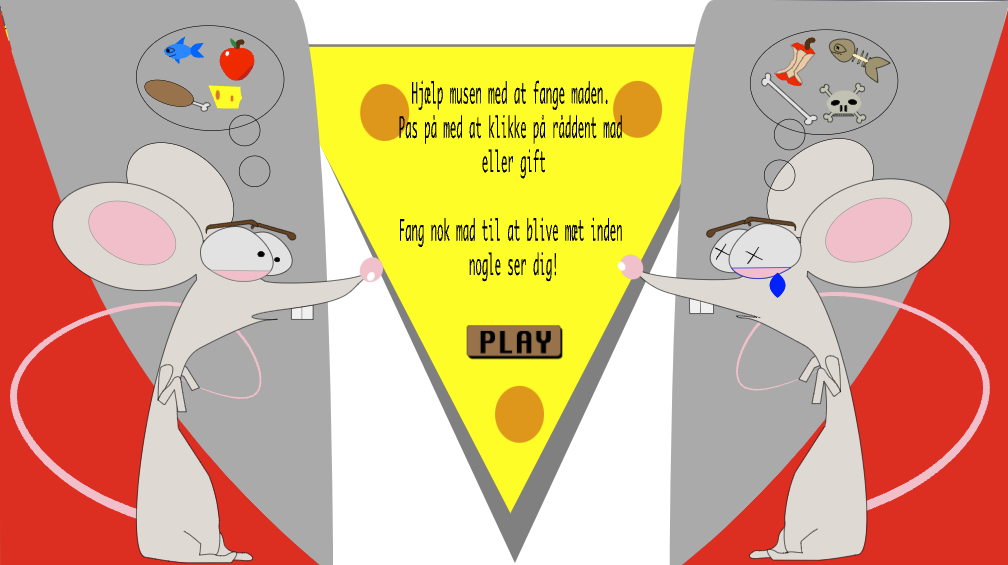 Hjælp musen med at fange maden.
Pas på med at klikke på råddent mad
eller gift
Fang nok mad til at blive mæt inden
nogle ser dig!
PLAY